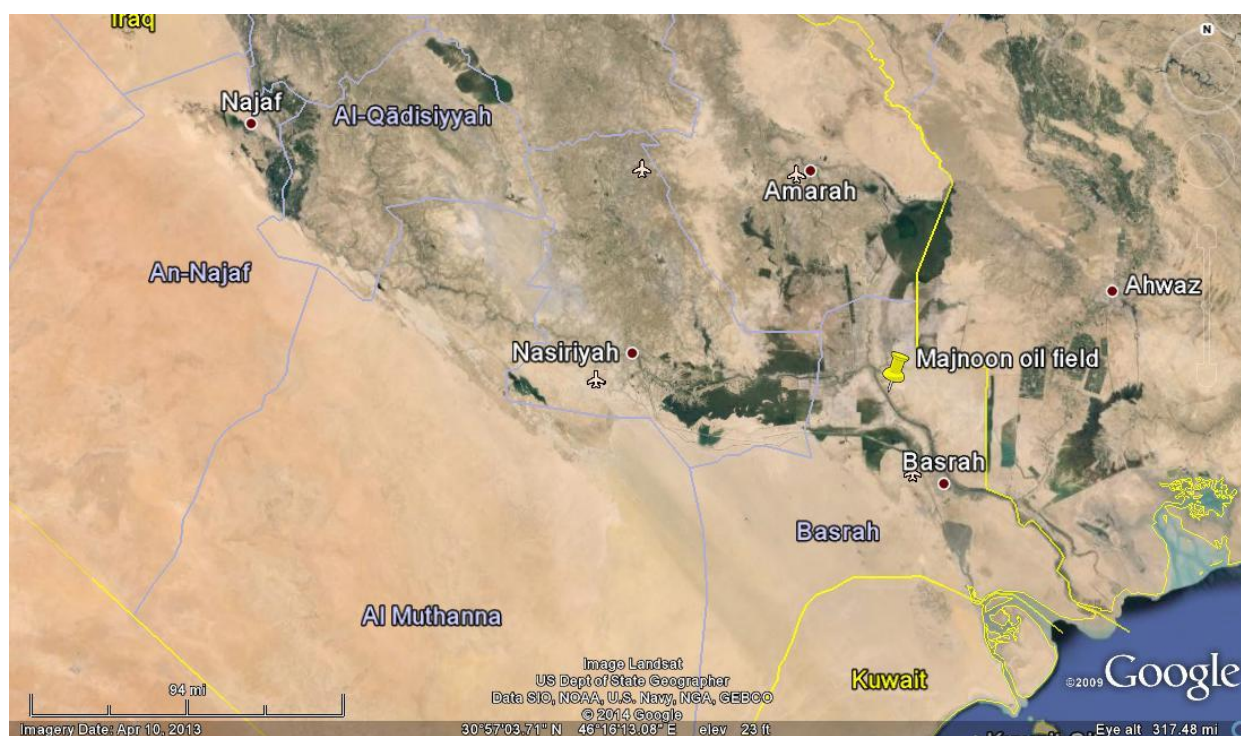 Iraq
N
Najaf
Al-Qādisiyyah
Amarah
An-Najaf
Ahwaz
Nasiriyah
Majnoon oil field
Basrah
Basrah
Al Muthanna
Kuwait
94 mi
Image Landsat
US Dept of State Geographer
Data SIO, NOAA, U.S. Navy, NGA, GEBCO
© 2014 Google
©2009 Google
Imagery Date: Apr 10, 2013
30°57'03.71" N 46°16'13.08" E elev 23 ft
Eye alt 317.48 mi